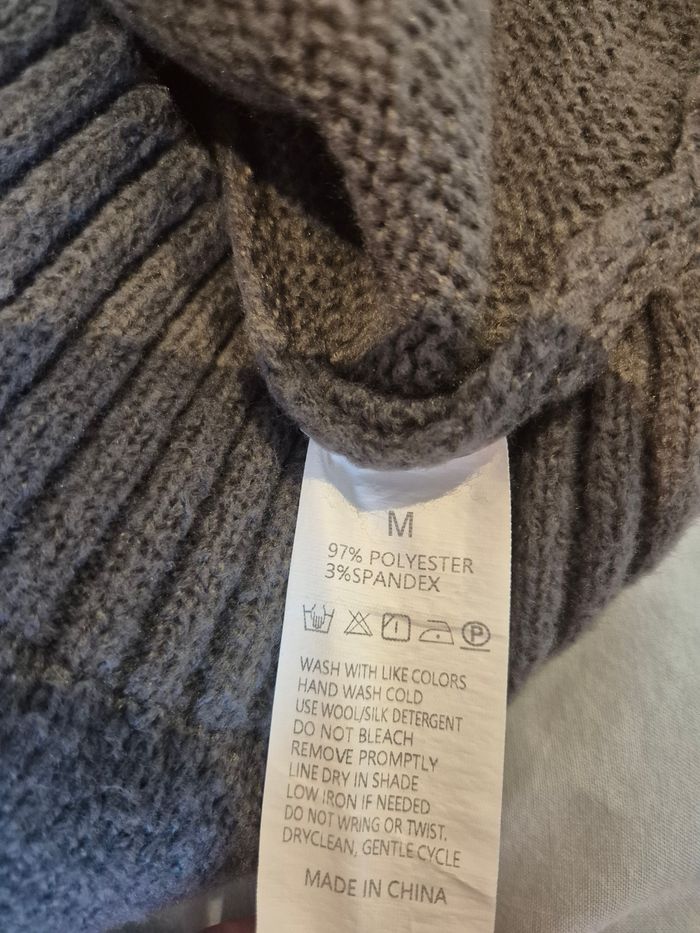 M
97% POLYESTER
3%SPANDEX
P
WASH WITH LIKE COLORS
HAND WASH COLD
USE WOOL/SILK DETERGENT
DO NOT BLEACH
REMOVE PROMPTLY
LINE DRY IN SHADE
LOW IRON IF NEEDED
DO NOT WRING OR TWIST.
DRYCLEAN, GENTLE CYCLE
MADE IN CHINA